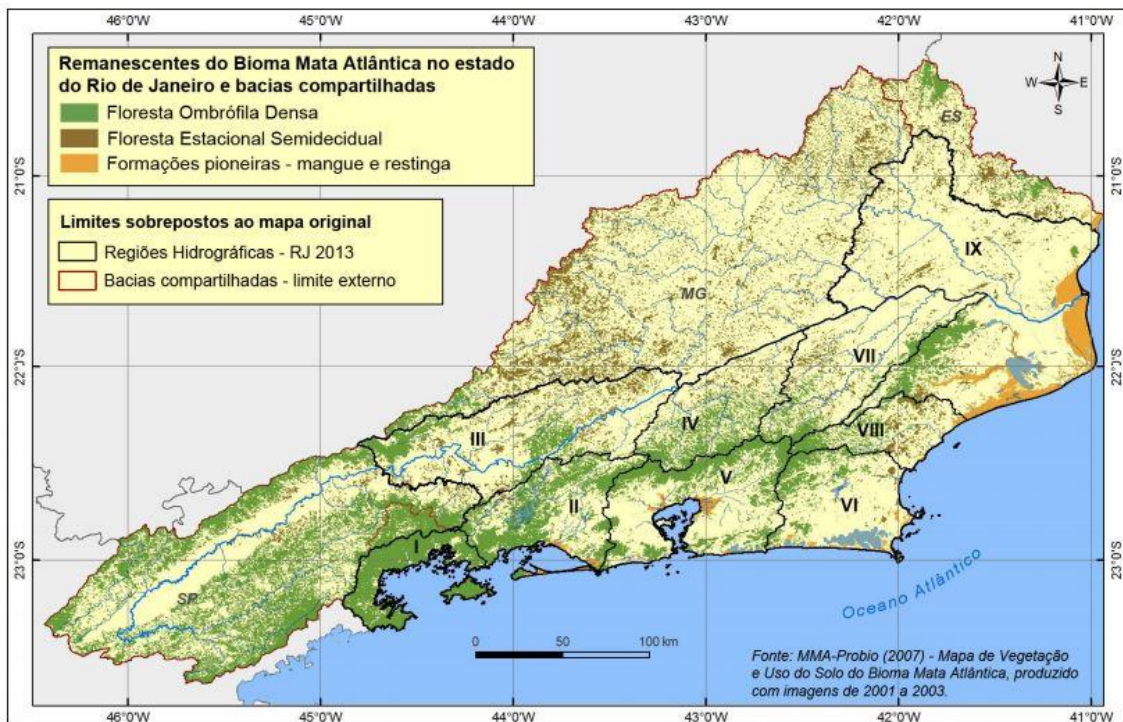 46°0'W 45°0'W 44°0'W 43°0'W 42°0'W 41°0'W
Remanescentes do Bioma Mata Atlântica no estado
do Rio de Janeiro e bacias compartilhadas
Floresta Ombrófila Densa
Floresta Estacional Semidecidual
Formações pioneiras - mangue e restinga
N
W E
S
ES
21°0'S 21°0'S
Limites sobrepostos ao mapa original
Regiões Hidrográficas - RJ 2013
Bacias compartilhadas - limite externo
IX
MG
VII
22°0'S 22°0'S
III
IV
VIII
V
II
VI
I
23°0'S 23°0'S
SP
Oceano Atlântico
0 50 100 km
Fonte: MMA-Probio (2007) - Mapa de Vegetação
e Uso do Solo do Bioma Mata Atlântica, produzido
com imagens de 2001 a 2003.
46°0'W 45°0'W 44°0'W 43°0'W 42°0'W 41°0'W